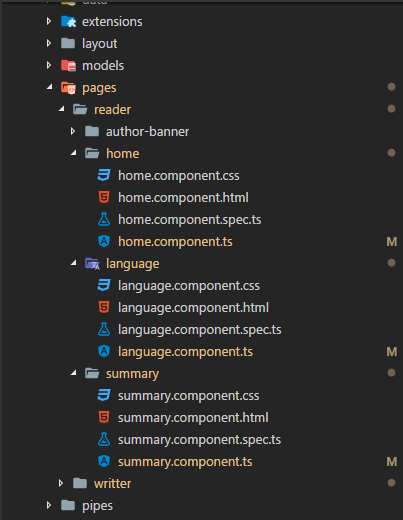 data
extensions
layout
models
pages
reader
author-banner
home
home.component.css
home.component.html
home.component.spec.ts
home.component.ts M
language
language.component.css
language.component.html
language.component.spec.ts
language.component.ts M
summary
summary.component.css
summary.component.html
summary.component.spec.ts
summary.component.ts M
writter
pipes